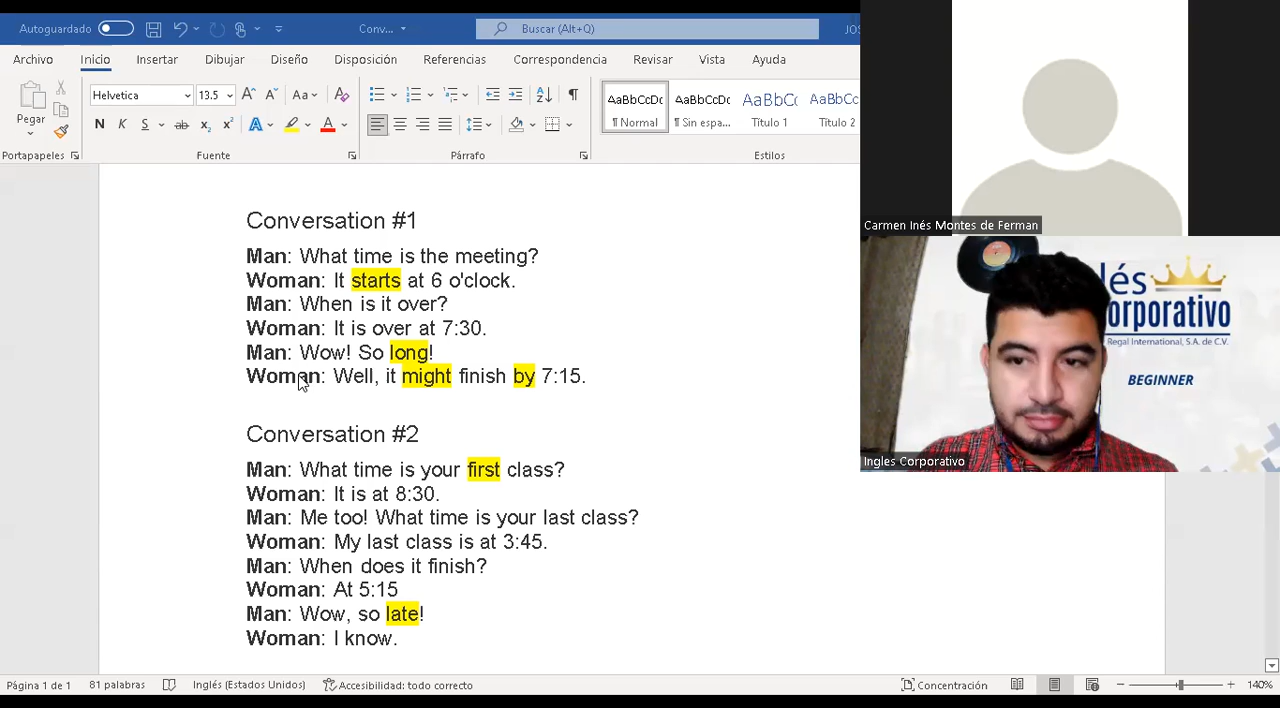 Autoguardado
Conv...
Buscar (Alt+Q)
Archivo Inicio Insertar Dibujar Diseño Disposición Referencias Correspondencia Revisar Vista Ayuda
Pegar
Helvetica 13.5
N K S ab x₂ x²
AaBbCcDc AaBbCcDc AaBbCc AaBbCcC
¶ Normal ¶ Sin espa... Título 1 Título 2
Portapapeles Fuente Párrafo Estilos
Conversation #1
Man: What time is the meeting?
Woman: It starts at 6 o'clock.
Man: When is it over?
Woman: It is over at 7:30.
Man: Wow! So long!
Woman: Well, it might finish by 7:15.
Conversation #2
Man: What time is your first class?
Woman: It is at 8:30.
Man: Me too! What time is your last class?
Woman: My last class is at 3:45.
Man: When does it finish?
Woman: At 5:15
Man: Wow, so late!
Woman: I know.
Página 1 de 1 81 palabras Inglés (Estados Unidos) Accesibilidad: todo correcto Concentración 140%
Carmen Inés Montes de Ferman
lés
orporativo
Regal International, S.A. de C.V.
BEGINNER
Ingles Corporativo